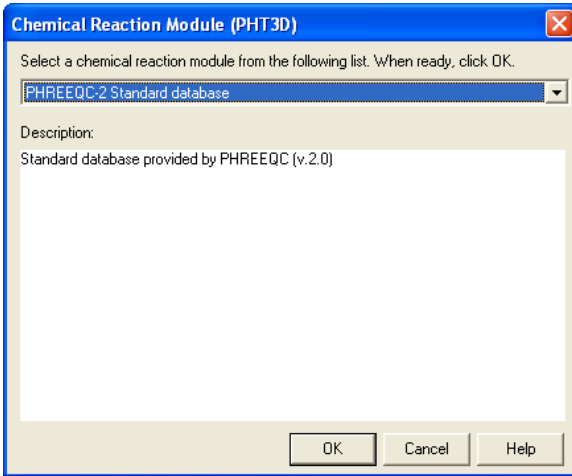 Chemical Reaction Module (PHT3D)
Select a chemical reaction module from the following list. When ready, click OK.
PHREEQC-2 Standard database
Description:
Standard database provided by PHREEQC (v.2.0)
OK Cancel Help